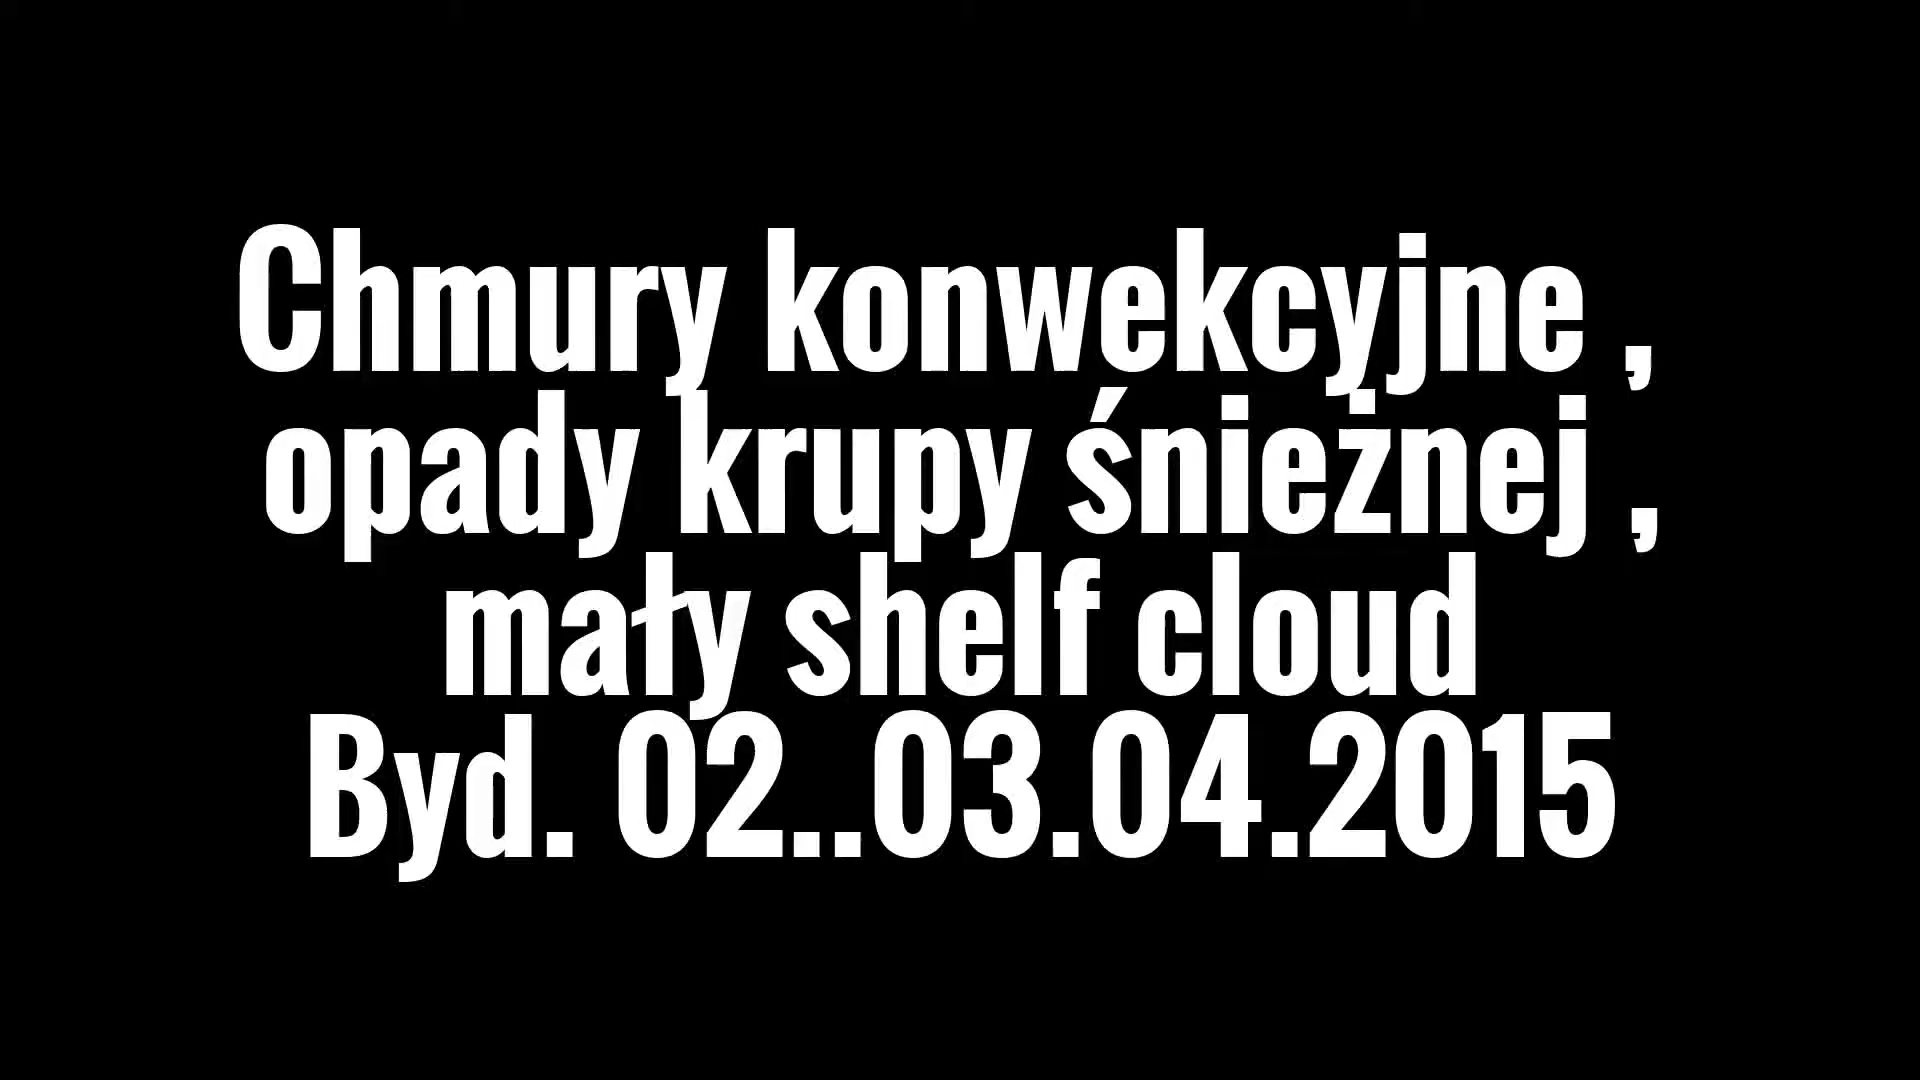 Chmury konwekcyjne ,
opady krupy śnieżnej ,
mały shelf cloud
Byd. 02..03.04.2015